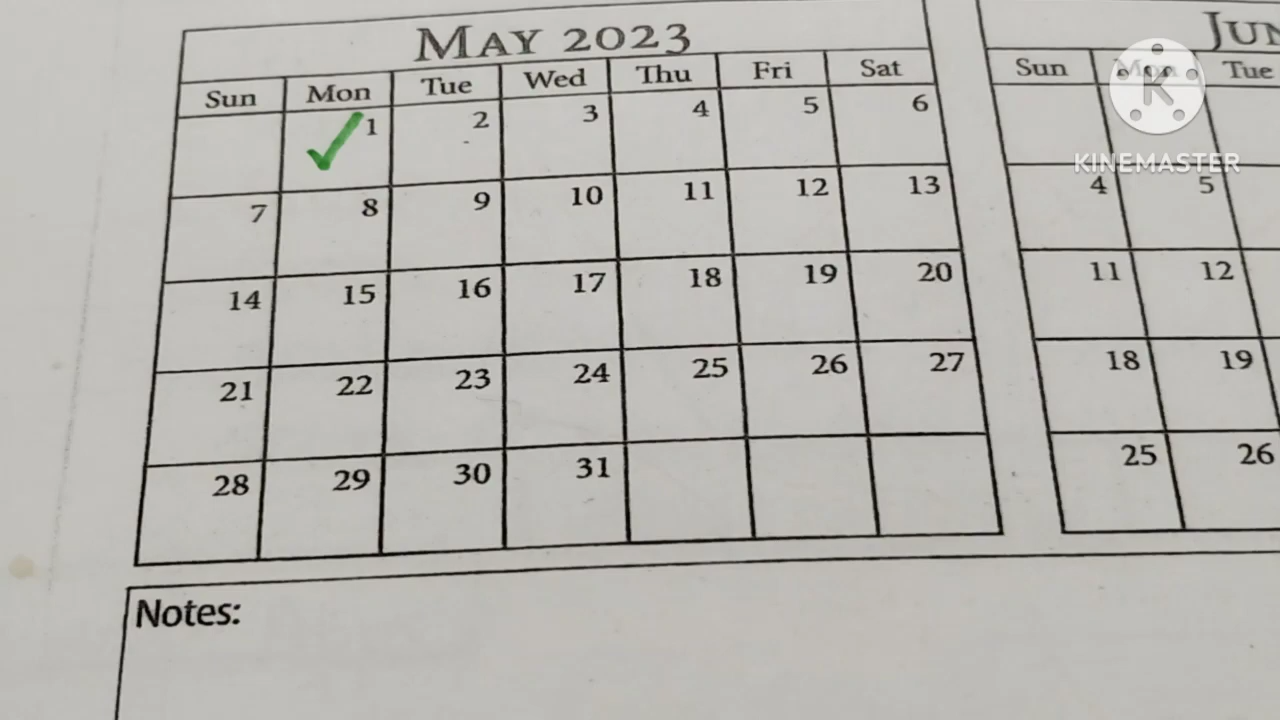 MAY 2023
Sun Mon Tue Wed Thu Fri Sat
1 2 3 4 5 6
7 8 9 10 11 12 13
14 15 16 17 18 19 20
21 22 23 24 25 26 27
28 29 30 31
JUN
Sun Mon Tue
4 5
11 12
18 19
25 26
Notes:
K
KINEMASTER